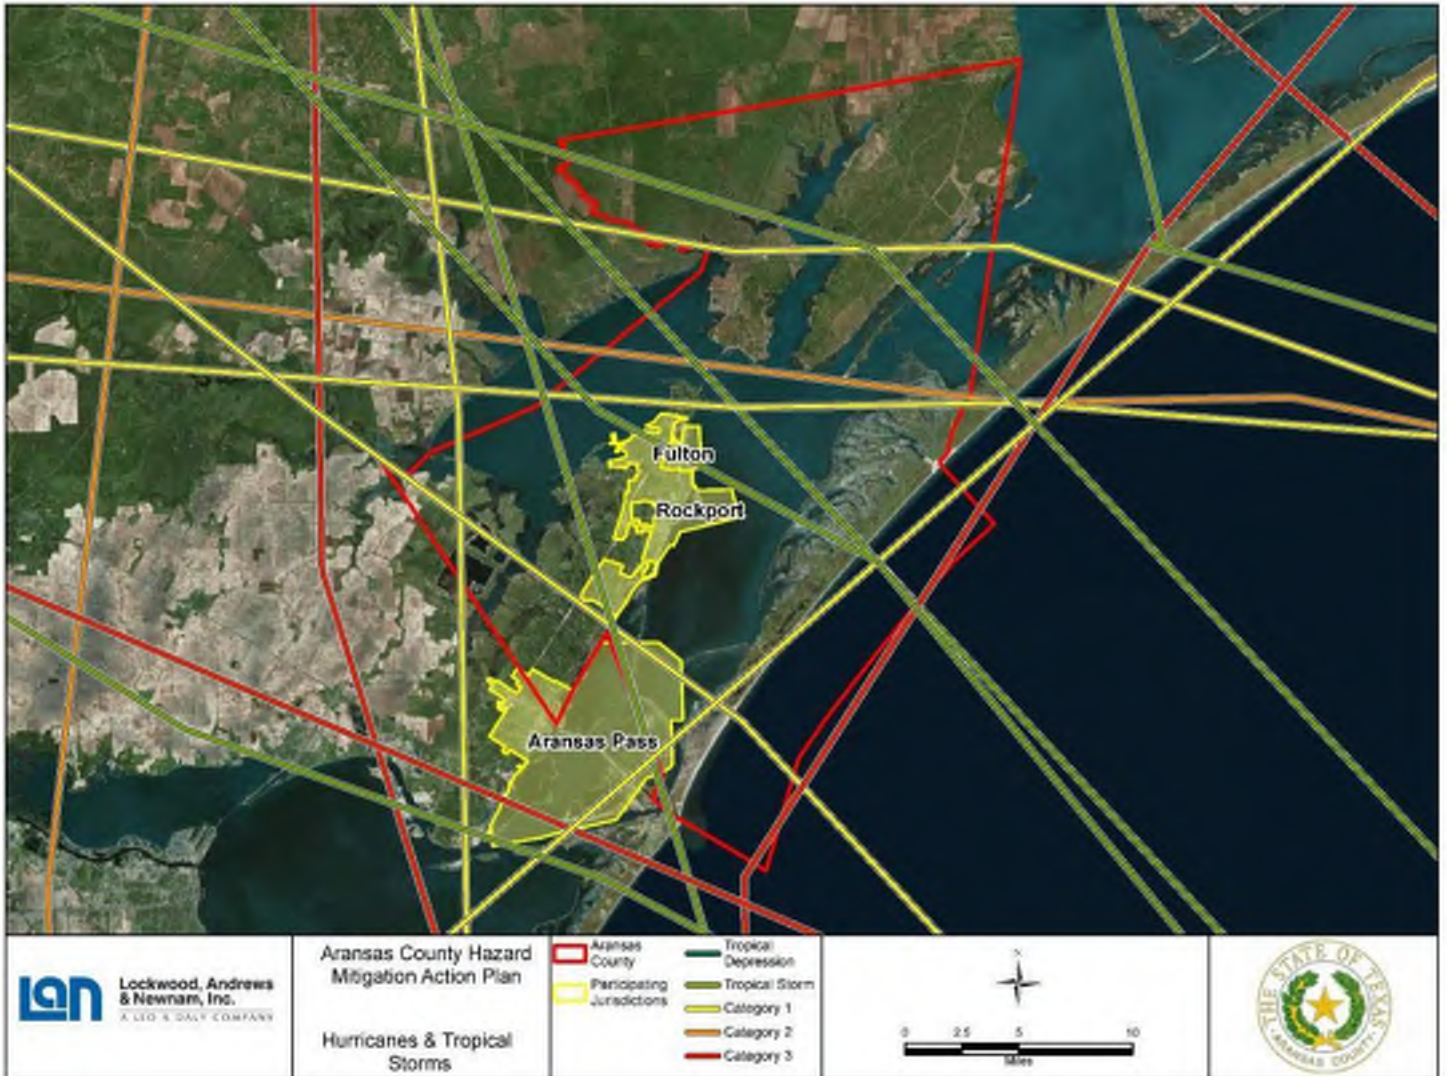 Fulton
Rockport
Aransas Pass
LAN
Lockwood, Andrews
& Newnam, Inc.
A LEO A DALY COMPANY
Aransas County Hazard
Mitigation Action Plan
Hurricanes & Tropical
Storms
Aransas
County
Participating
Jurisdictions
Tropical
Depression
Tropical Storm
Category 1
Category 2
Category 3
N
0 2.5 5 10
Miles
THE STATE OF TEXAS
ARANSAS COUNTY